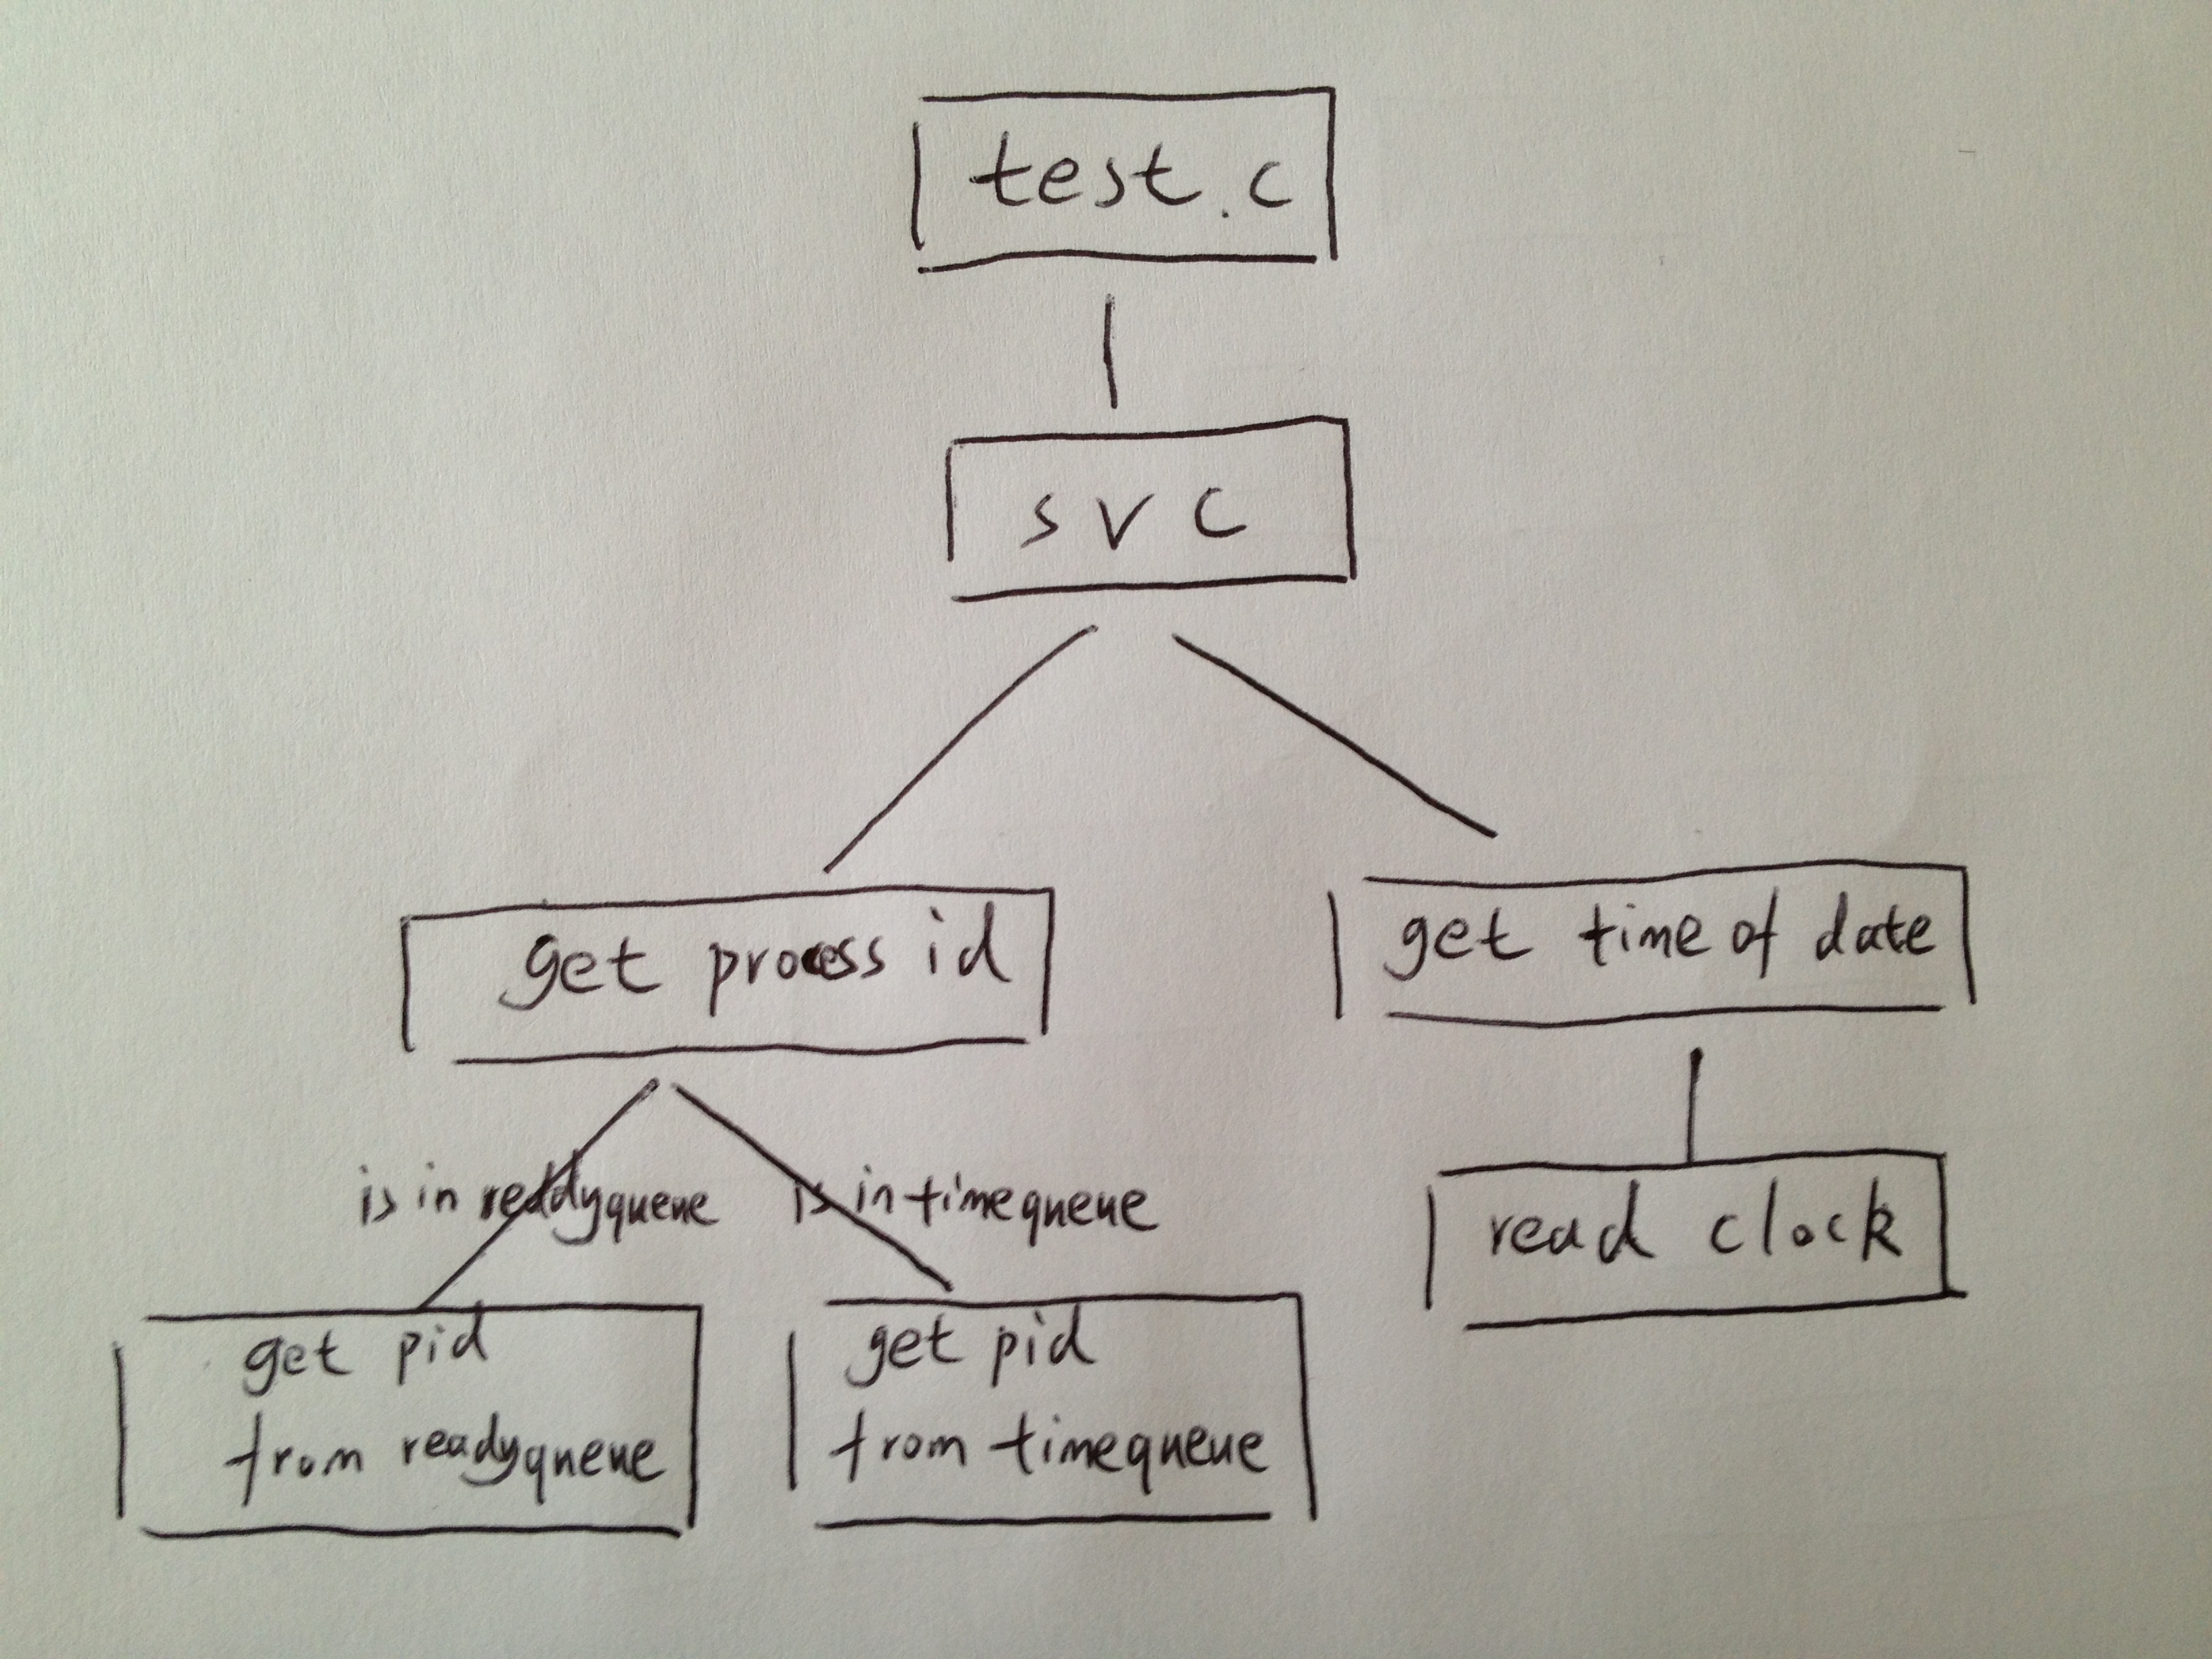 test.c
svc
get process id
get time of date
is in readyqueue
is in timequeue
read clock
get pid
from readyqueue
get pid
from timequeue